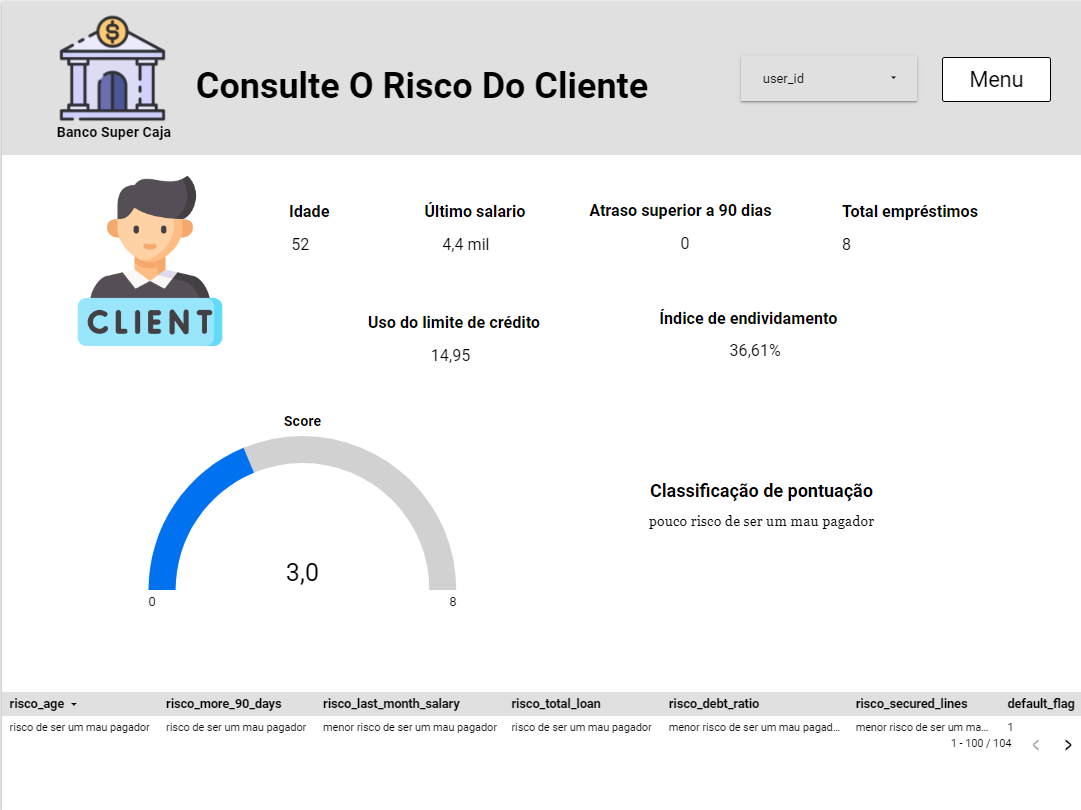 Banco Super Caja
Consulte O Risco Do Cliente
user_id
Menu
CLIENT
Idade
52
Último salario
4,4 mil
Atraso superior a 90 dias
0
Total empréstimos
8
Uso do limite de crédito
14,95
Índice de endividamento
36,61%
Score
3,0
0
8
Classificação de pontuação
pouco risco de ser um mau pagador
risco_age risco_more_90_days risco_last_month_salary risco_total_loan risco_debt_ratio risco_secured_lines default_flag
risco de ser um mau pagador risco de ser um mau pagador menor risco de ser um mau pagador risco de ser um mau pagador menor risco de ser um mau pagad... menor risco de ser um ma... 1
1 - 100 / 104